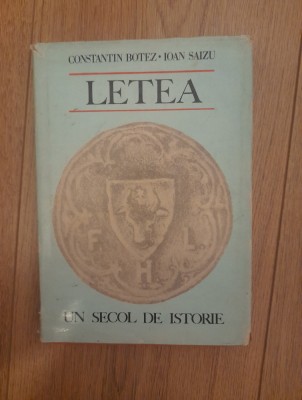 CONSTANTIN BOTEZ • IOAN SAIZU
LETEA
F L
H
UN SECOL DE ISTORIE